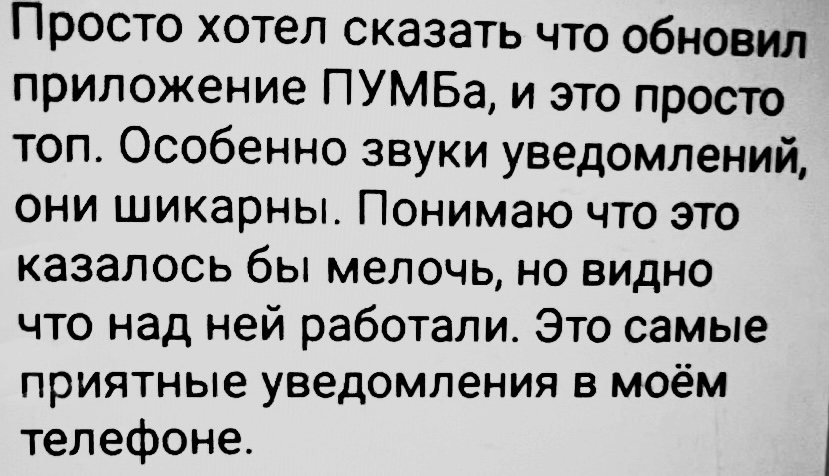 Просто хотел сказать что обновил
приложение ПУМБа, и это просто
топ. Особенно звуки уведомлений,
они шикарны. Понимаю что это
казалось бы мелочь, но видно
что над ней работали. Это самые
приятные уведомления в моём
телефоне.